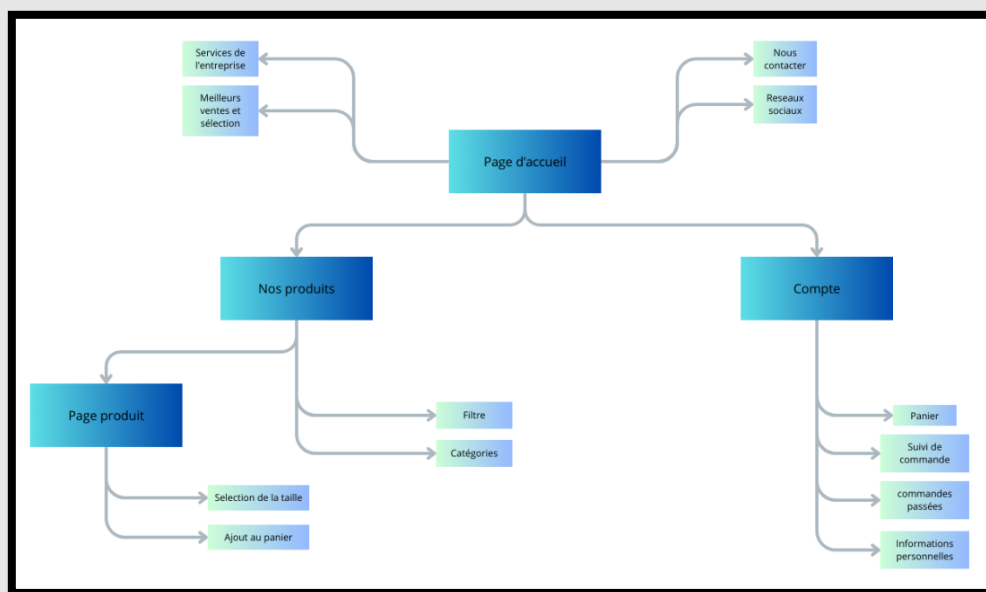 Services de
l'entreprise
Meilleurs
ventes et
sélection
Nous
contacter
Reseaux
sociaux
Page d'accueil
Nos produits
Compte
Page produit
Filtre
Catégories
Selection de la taille
Ajout au panier
Panier
Suivi de
commande
commandes
passées
Informations
personnelles